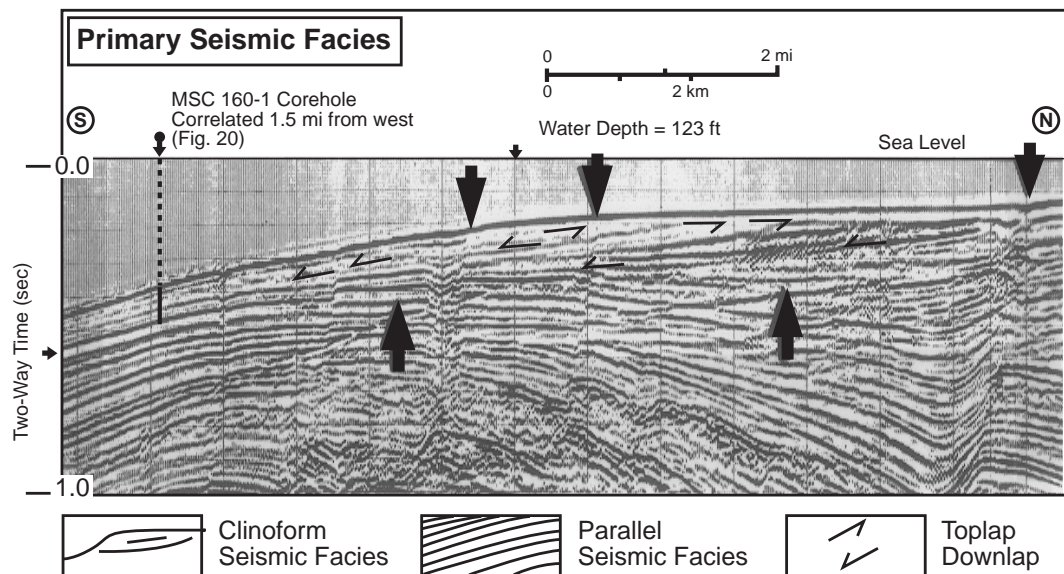 Primary Seismic Facies
0
2 mi
0
2 km
MSC 160-1 Corehole
Correlated 1.5 mi from west
(Fig. 20)
S
Water Depth = 123 ft
N
Sea Level
0.0
Two-Way Time (sec)
1.0
Clinoform
Seismic Facies
Parallel
Seismic Facies
Toplap
Downlap